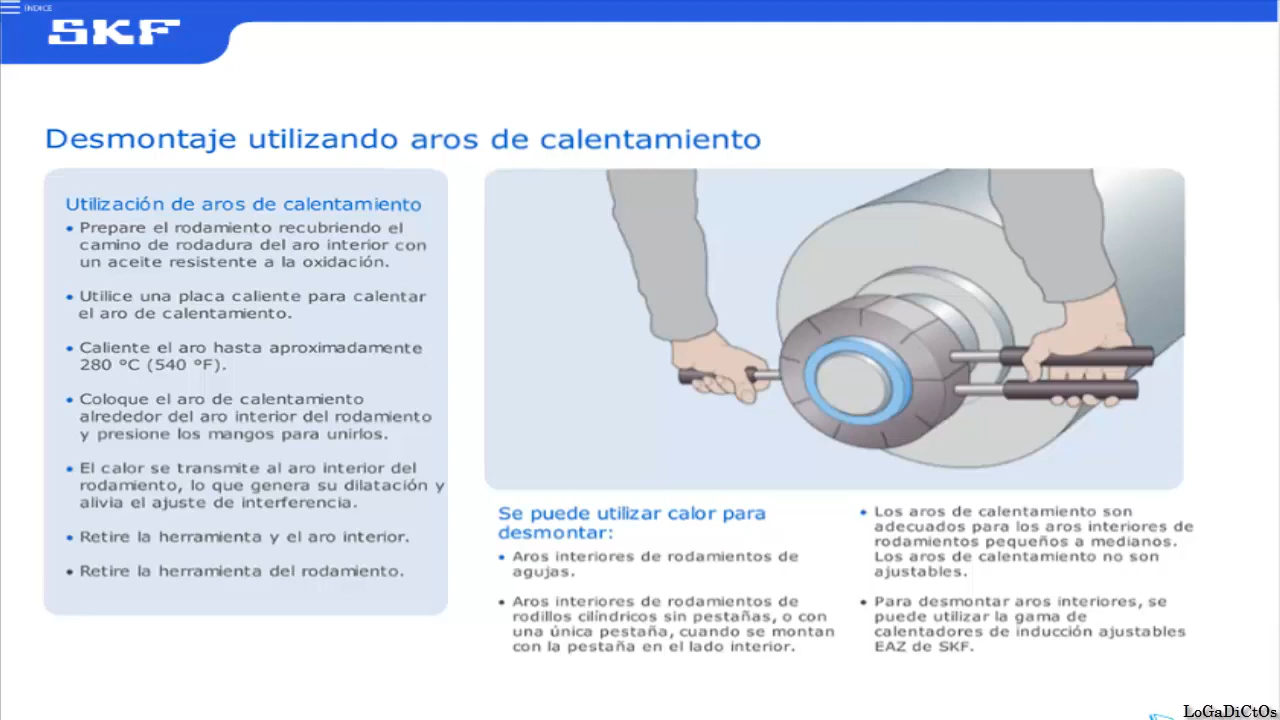 ÍNDICE
SKF
Desmontaje utilizando aros de calentamiento
Utilización de aros de calentamiento
• Prepare el rodamiento recubriendo el
camino de rodadura del aro interior con
un aceite resistente a la oxidación.
• Utilice una placa caliente para calentar
el aro de calentamiento.
• Caliente el aro hasta aproximadamente
280 °C (540 °F).
• Coloque el aro de calentamiento
alrededor del aro interior del rodamiento
y presione los mangos para unirlos.
• El calor se transmite al aro interior del
rodamiento, lo que genera su dilatación y
alivia el ajuste de interferencia.
• Retire la herramienta y el aro interior.
• Retire la herramienta del rodamiento.
Se puede utilizar calor para
desmontar:
• Aros interiores de rodamientos de
agujas.
• Aros interiores de rodamientos de
rodillos cilíndricos sin pestañas, o con
una única pestaña, cuando se montan
con la pestaña en el lado interior.
• Los aros de calentamiento son
adecuados para los aros interiores de
rodamientos pequeños a medianos.
Los aros de calentamiento no son
ajustables.
• Para desmontar aros interiores, se
puede utilizar la gama de
calentadores de inducción ajustables
EAZ de SKF.
LoGaDiCtOs